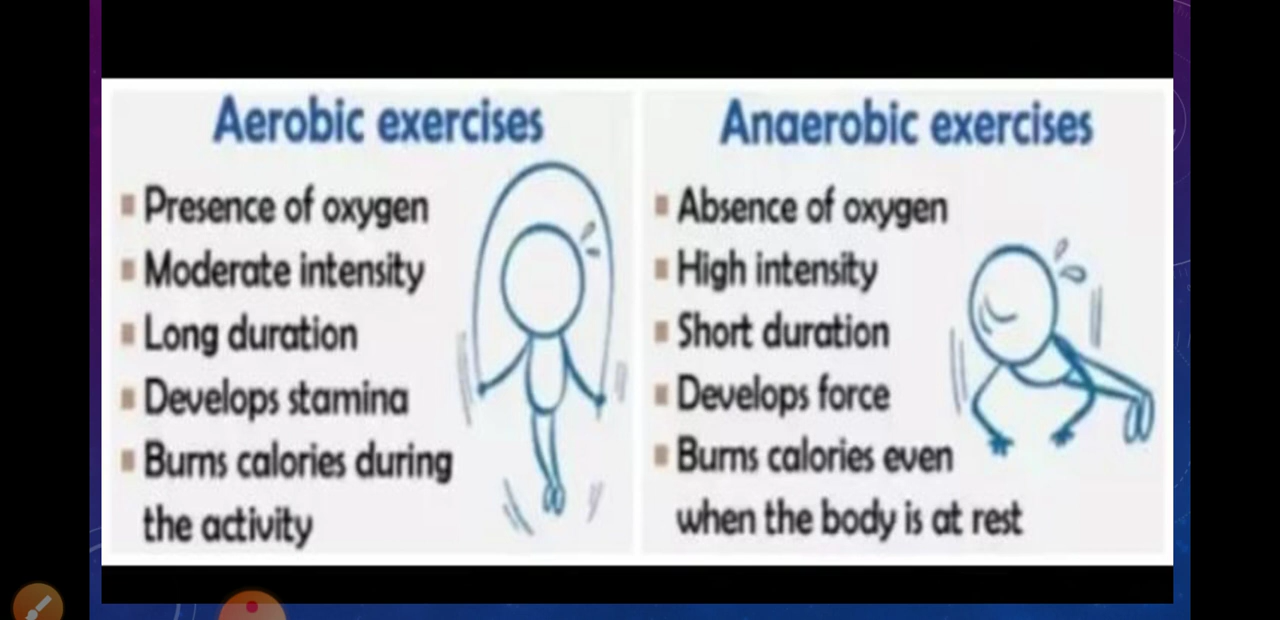 Aerobic exercises
Presence of oxygen
Moderate intensity
Long duration
Develops stamina
Burns calories during
the activity
Anaerobic exercises
Absence of oxygen
High intensity
Short duration
Develops force
Burns calories even
when the body is at rest